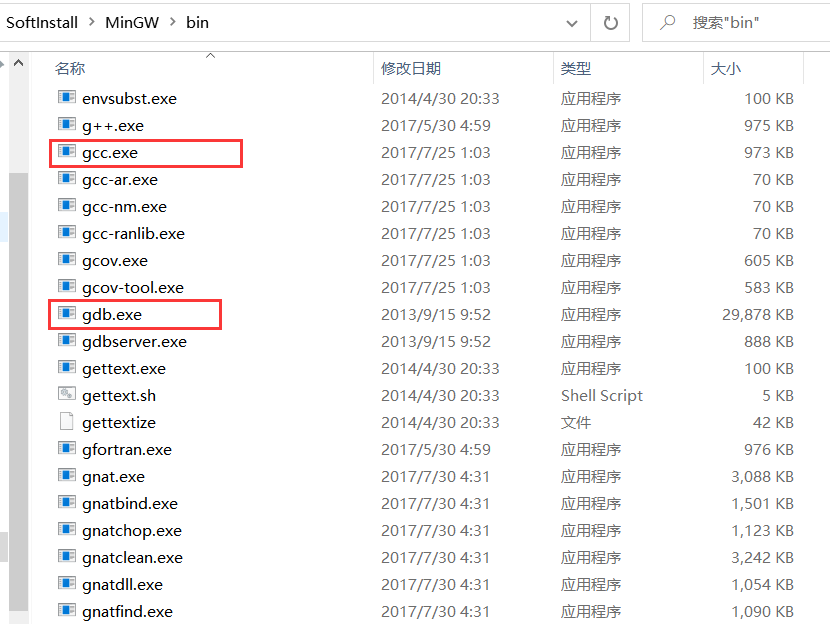 SoftInstall > MinGW > bin 搜索"bin"
名称 修改日期 类型 大小
envsubst.exe 2014/4/30 20:33 应用程序 100 KB
g++.exe 2017/5/30 4:59 应用程序 975 KB
gcc.exe 2017/7/25 1:03 应用程序 973 KB
gcc-ar.exe 2017/7/25 1:03 应用程序 70 KB
gcc-nm.exe 2017/7/25 1:03 应用程序 70 KB
gcc-ranlib.exe 2017/7/25 1:03 应用程序 70 KB
gcov.exe 2017/7/25 1:03 应用程序 605 KB
gcov-tool.exe 2017/7/25 1:03 应用程序 583 KB
gdb.exe 2013/9/15 9:52 应用程序 29,878 KB
gdbserver.exe 2013/9/15 9:52 应用程序 888 KB
gettext.exe 2014/4/30 20:33 应用程序 100 KB
gettext.sh 2014/4/30 20:33 Shell Script 5 KB
gettextize 2014/4/30 20:33 文件 42 KB
gfortran.exe 2017/5/30 4:59 应用程序 976 KB
gnat.exe 2017/7/30 4:31 应用程序 3,088 KB
gnatbind.exe 2017/7/30 4:31 应用程序 1,501 KB
gnatchop.exe 2017/7/30 4:31 应用程序 1,123 KB
gnatclean.exe 2017/7/30 4:31 应用程序 3,242 KB
gnatdll.exe 2017/7/30 4:31 应用程序 1,054 KB
gnatfind.exe 2017/7/30 4:31 应用程序 1,090 KB